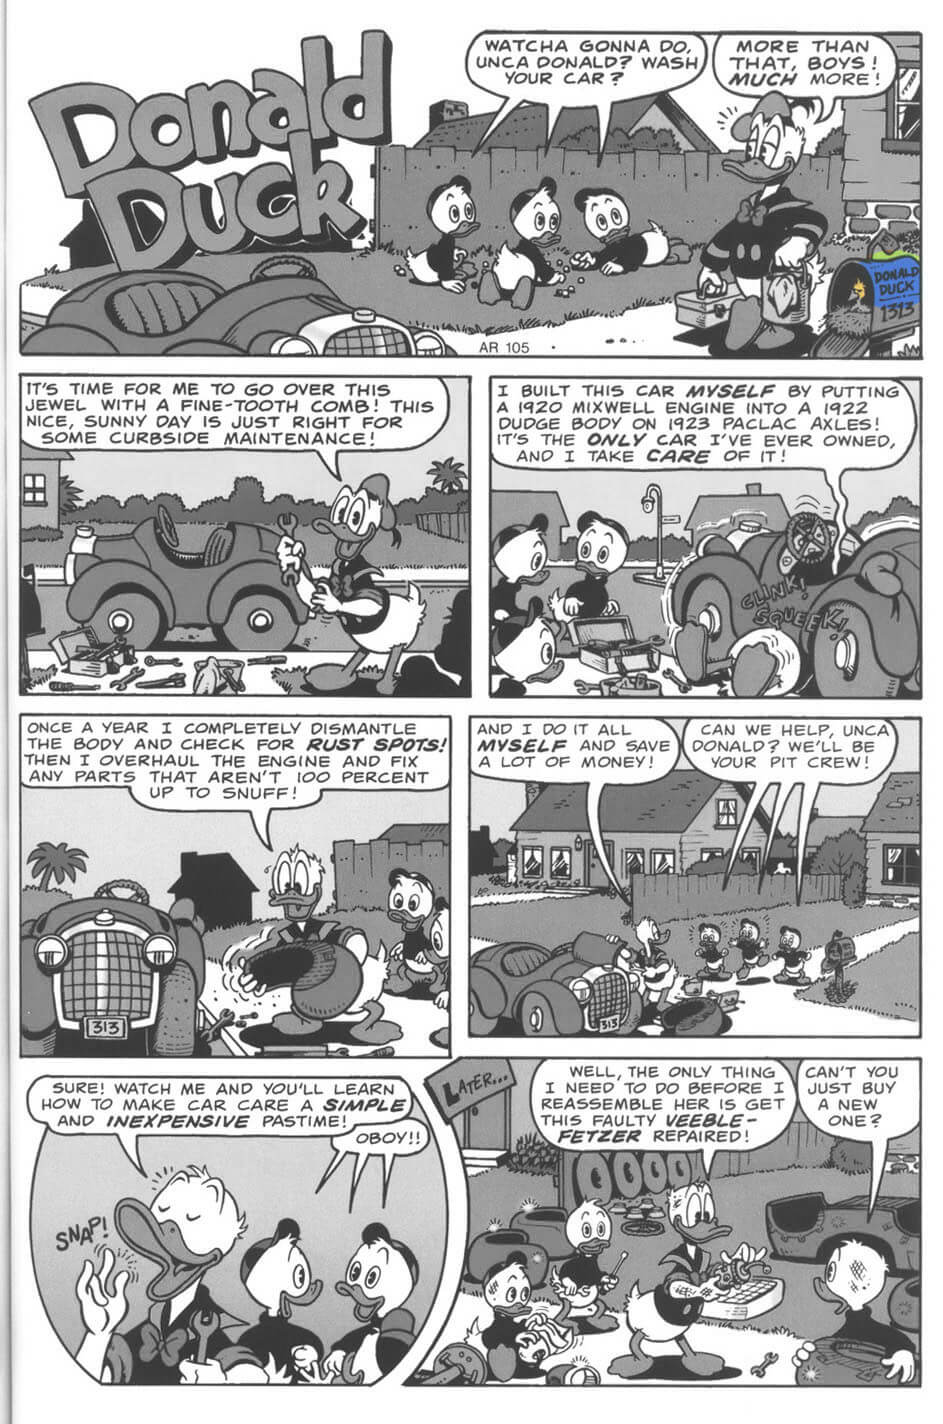 Donald
Duck
WATCHA GONNA DO,
UNCA DONALD? WASH
YOUR CAR?
MORE THAN
THAT, BOYS!
MUCH MORE!
DONALD
DUCK
1313
AR 105
IT'S TIME FOR ME TO GO OVER THIS
JEWEL WITH A FINE-TOOTH COMB! THIS
NICE, SUNNY DAY IS JUST RIGHT FOR
SOME CURBSIDE MAINTENANCE!
I BUILT THIS CAR MYSELF BY PUTTING
A 1920 MIXWELL ENGINE INTO A 1922
DUDGE BODY ON 1923 PACLAC AXLES!
IT'S THE ONLY CAR I'VE EVER OWNED,
AND I TAKE CARE OF IT!
CLINK!
SQUEEK!
ONCE A YEAR I COMPLETELY DISMANTLE
THE BODY AND CHECK FOR RUST SPOTS!
THEN I OVERHAUL THE ENGINE AND FIX
ANY PARTS THAT AREN'T 100 PERCENT
UP TO SNUFF!
313
AND I DO IT ALL
MYSELF AND SAVE
A LOT OF MONEY!
CAN WE HELP, UNCA
DONALD? WE'LL BE
YOUR PIT CREW!
313
SURE! WATCH ME AND YOU'LL LEARN
HOW TO MAKE CAR CARE A SIMPLE
AND INEXPENSIVE PASTIME!
OBOY!!
SNAP!
LATER...
WELL, THE ONLY THING
I NEED TO DO BEFORE I
REASSEMBLE HER IS GET
THIS FAULTY VEEBLE-
FETZER REPAIRED!
CAN'T YOU
JUST BUY
A NEW
ONE?